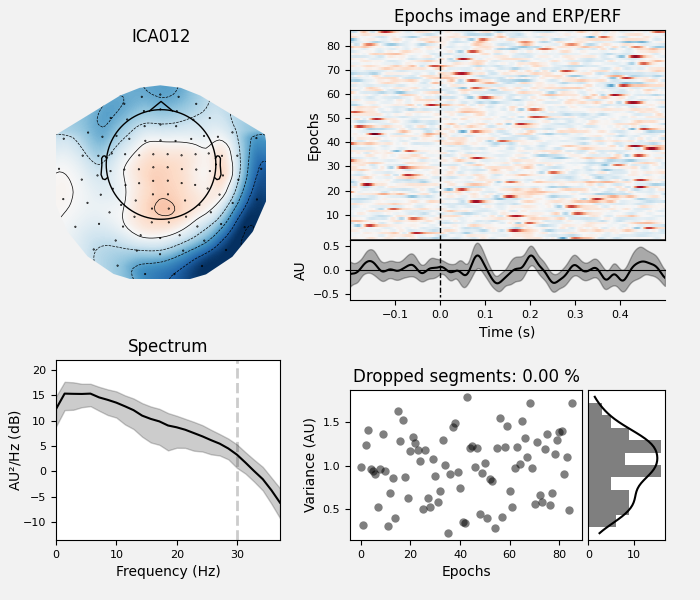 ICA012
Epochs image and ERP/ERF
Epochs
80
70
60
50
40
30
20
10
AU
0.5
0.0
−0.5
−0.1 0.0 0.1 0.2 0.3 0.4
Time (s)
Spectrum
AU²/Hz (dB)
20
15
10
5
0
−5
−10
0 10 20 30
Frequency (Hz)
Dropped segments: 0.00 %
Variance (AU)
1.5
1.0
0.5
0 20 40 60 80
Epochs
0 10